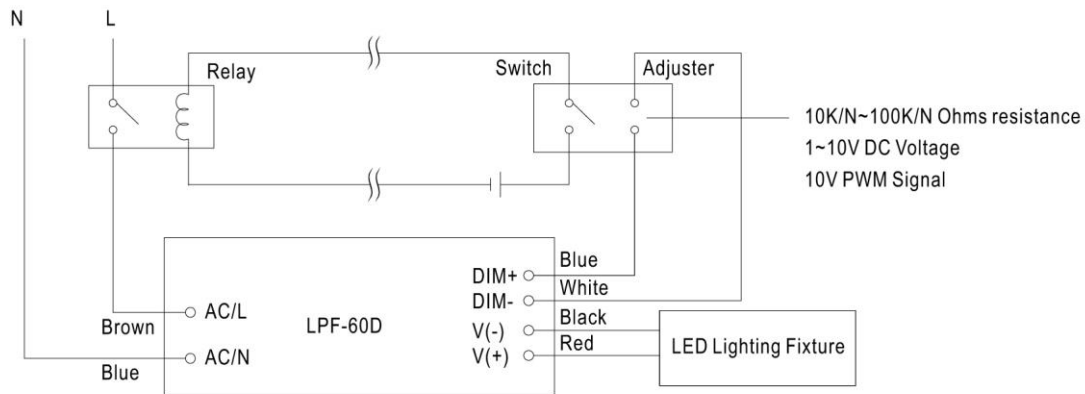 N
L
Relay
Switch
Adjuster
10K/N~100K/N Ohms resistance
1~10V DC Voltage
10V PWM Signal
DIM+
Blue
DIM-
White
V(-)
Black
V(+)
Red
AC/L
Brown
LPF-60D
AC/N
Blue
LED Lighting Fixture